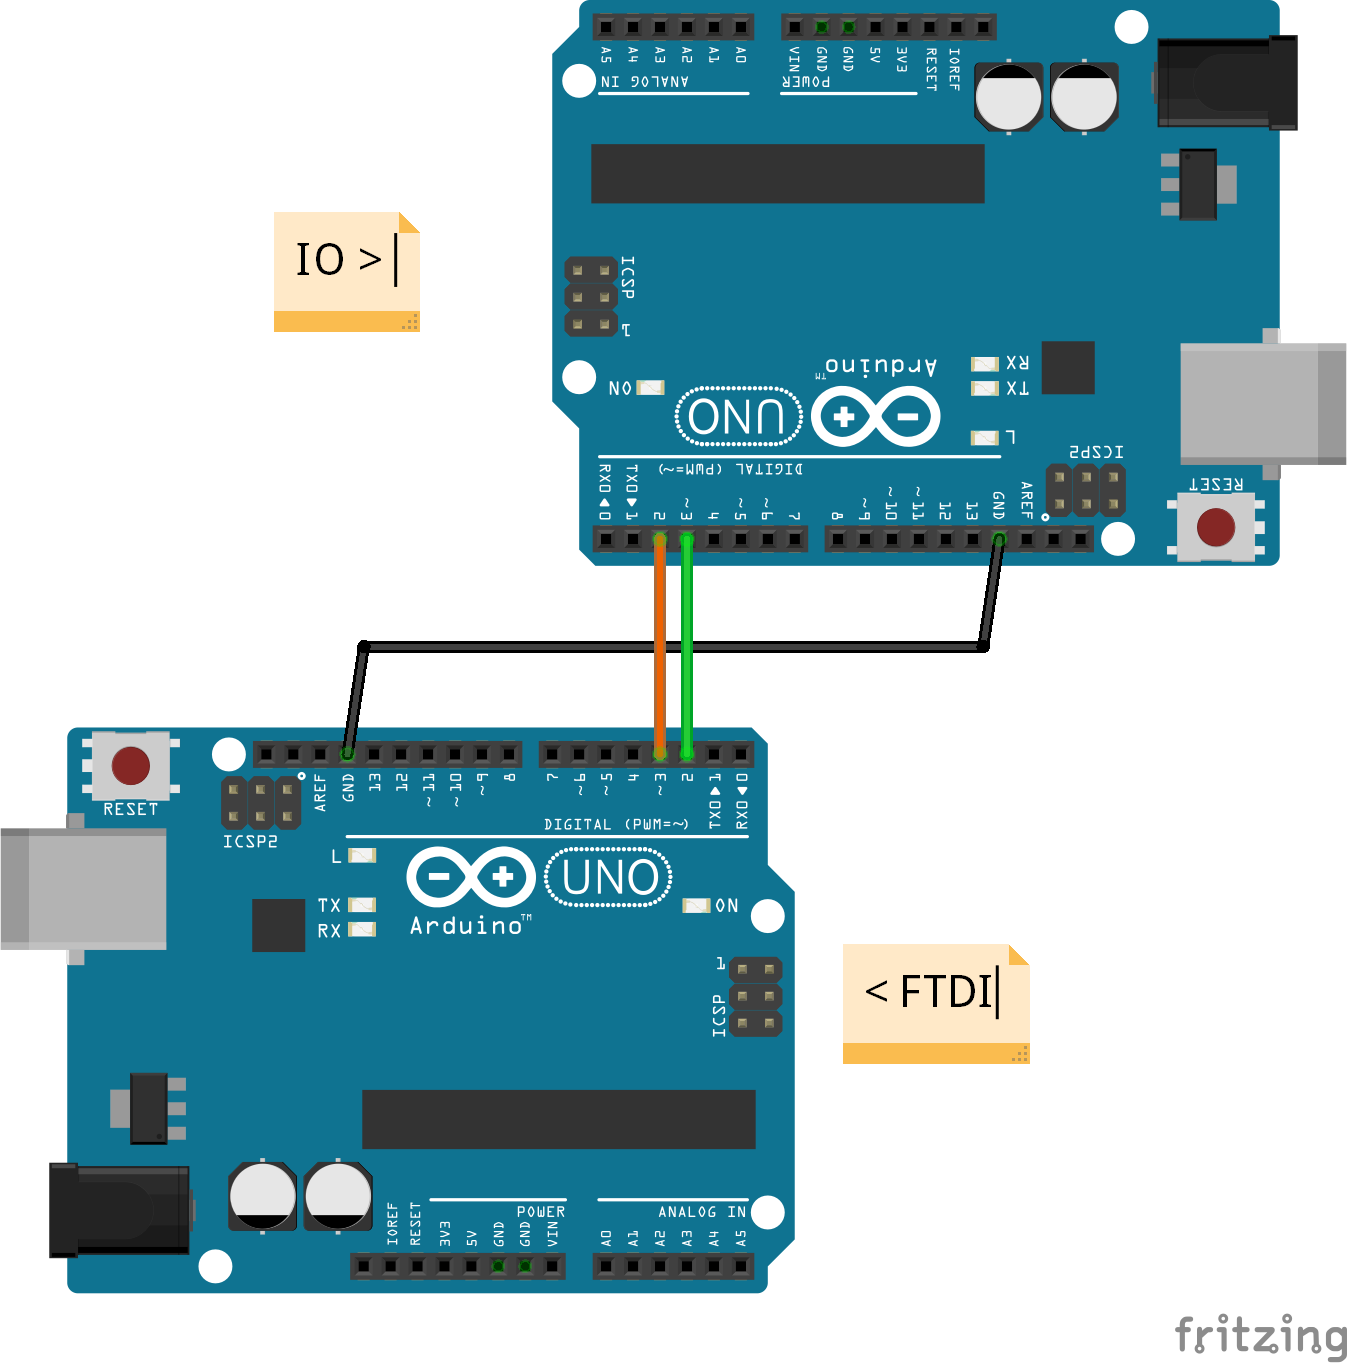 A5 A4 A3 A2 A1 A0
VIN GND GND 5V 3V3 RESET IOREF
ANALOG IN
POWER
IO >
ICSP
1
Arduino™
RX
TX
ON
UNO
L
ICSP2
DIGITAL (PWM=~)
RESET
RX0◀0 TX0▶1 2 ~3 4 ~5 ~6 7
8 ~9 ~10 ~11 12 13 GND AREF
AREF GND 13 12 ~11 ~10 ~9 8
7 ~6 ~5 4 ~3 2 TX0▶1 RX0◀0
RESET
DIGITAL (PWM=~)
ICSP2
L
UNO
TX
ON
RX
Arduino™
1
ICSP
< FTDI
POWER
ANALOG IN
IOREF RESET 3V3 5V GND GND VIN
A0 A1 A2 A3 A4 A5
fritzing